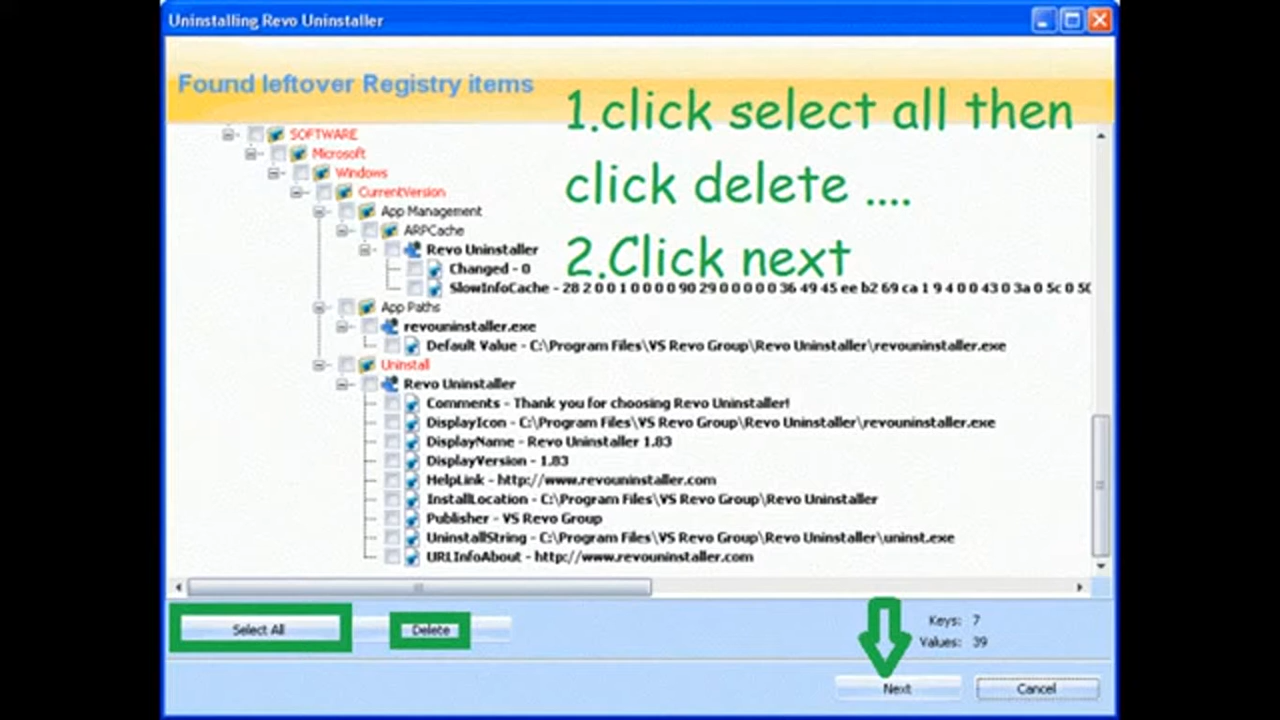 Uninstalling Revo Uninstaller
Found leftover Registry items
1.click select all then
click delete ....
2.Click next
SOFTWARE
Microsoft
Windows
CurrentVersion
App Management
ARPCache
Revo Uninstaller
Changed - 0
SlowInfoCache - 28 2 0 0 1 0 0 0 0 90 29 0 0 0 0 0 36 49 45 ee b2 69 ca 1 9 4 0 0 43 0 3a 0 5c 0 50
App Paths
revouninstaller.exe
Default Value - C:\Program Files\VS Revo Group\Revo Uninstaller\revouninstaller.exe
Uninstall
Revo Uninstaller
Comments - Thank you for choosing Revo Uninstaller!
DisplayIcon - C:\Program Files\VS Revo Group\Revo Uninstaller\revouninstaller.exe
DisplayName - Revo Uninstaller 1.83
DisplayVersion - 1.83
HelpLink - http://www.revouninstaller.com
InstallLocation - C:\Program Files\VS Revo Group\Revo Uninstaller
Publisher - VS Revo Group
UninstallString - C:\Program Files\VS Revo Group\Revo Uninstaller\uninst.exe
URLInfoAbout - http://www.revouninstaller.com
Select All
Delete
Keys: 7
Values: 39
Next
Cancel